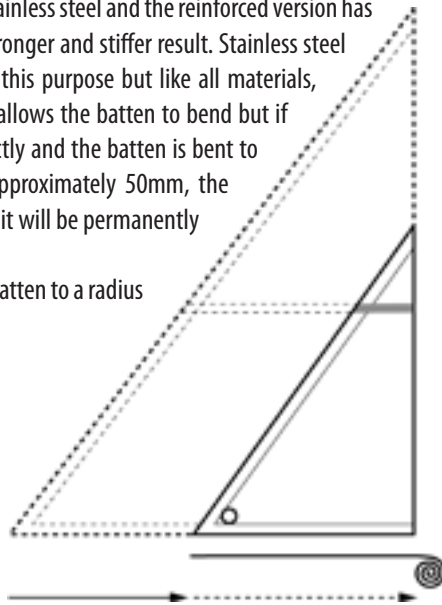 ainless steel and the reinforced version has
ronger and stiffer result. Stainless steel
this purpose but like all materials,
allows the batten to bend but if
ctly and the batten is bent to
pproximately 50mm, the
it will be permanently
atten to a radius